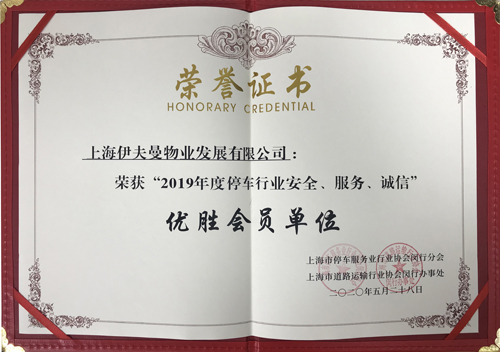 荣誉证书
HONORARY CREDENTIAL
上海伊夫曼物业发展有限公司：
荣获“2019年度停车行业安全、服务、诚信”
优胜会员单位
上海市停车服务业行业协会闵行分会
上海市道路运输行业协会闵行办事处
二〇二〇年五月二十八日